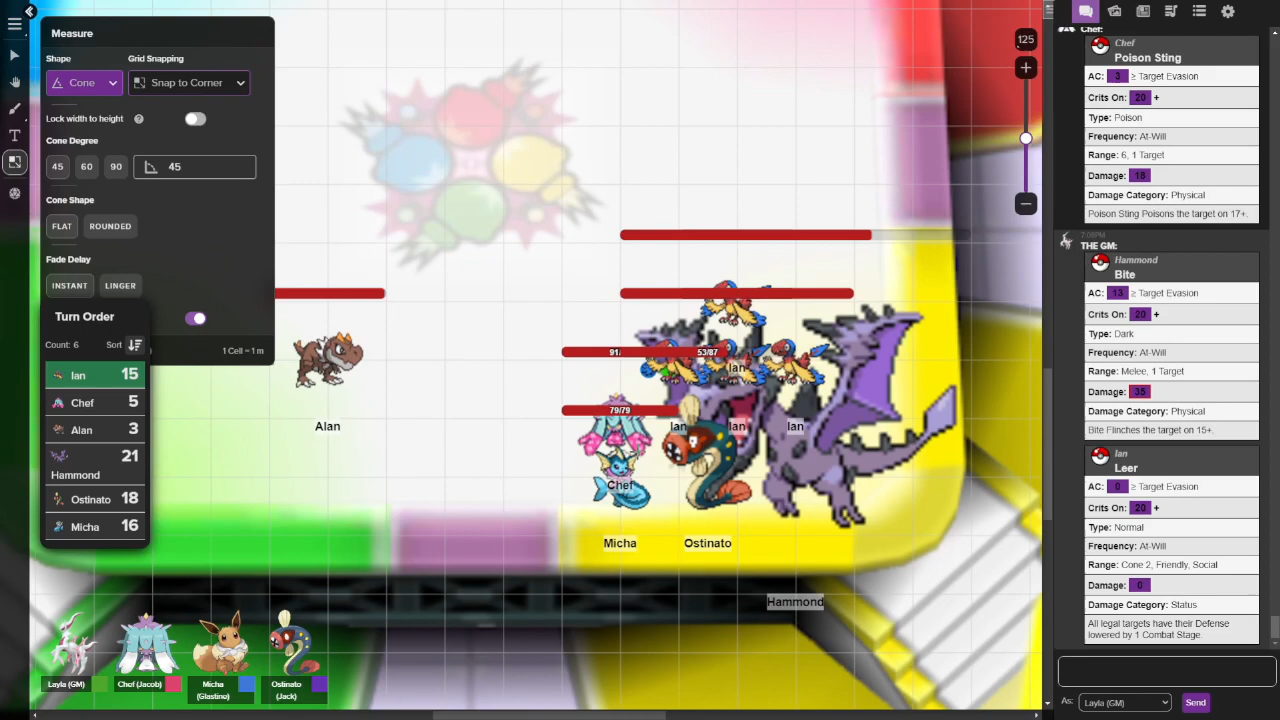 Measure
Shape
Grid Snapping
Cone
Snap to Corner
Lock width to height
?
Cone Degree
45
60
90
45
Cone Shape
FLAT
ROUNDED
Fade Delay
INSTANT
LINGER
1 Cell = 1 m
Turn Order
Count: 6
Sort
Ian
15
Chef
5
Alan
3
21
Hammond
Ostinato
18
Micha
16
125
91/
53/87
Ian
79/79
Ian
Ian
Ian
Alan
Chef
Micha
Ostinato
Hammond
Layla (GM)
Chef (Jacob)
Micha
(Glastine)
Ostinato
(Jack)
Chef:
Chef
Poison Sting
AC: 3 ≥ Target Evasion
Crits On: 20 +
Type: Poison
Frequency: At-Will
Range: 6, 1 Target
Damage: 18
Damage Category: Physical
Poison Sting Poisons the target on 17+.
2:08PM
THE GM:
Hammond
Bite
AC: 13 ≥ Target Evasion
Crits On: 20 +
Type: Dark
Frequency: At-Will
Range: Melee, 1 Target
Damage: 35
Damage Category: Physical
Bite Flinches the target on 15+.
Ian
Leer
AC: 0 ≥ Target Evasion
Crits On: 20 +
Type: Normal
Frequency: At-Will
Range: Cone 2, Friendly, Social
Damage: 0
Damage Category: Status
All legal targets have their Defense
lowered by 1 Combat Stage.
As:
Layla (GM)
Send